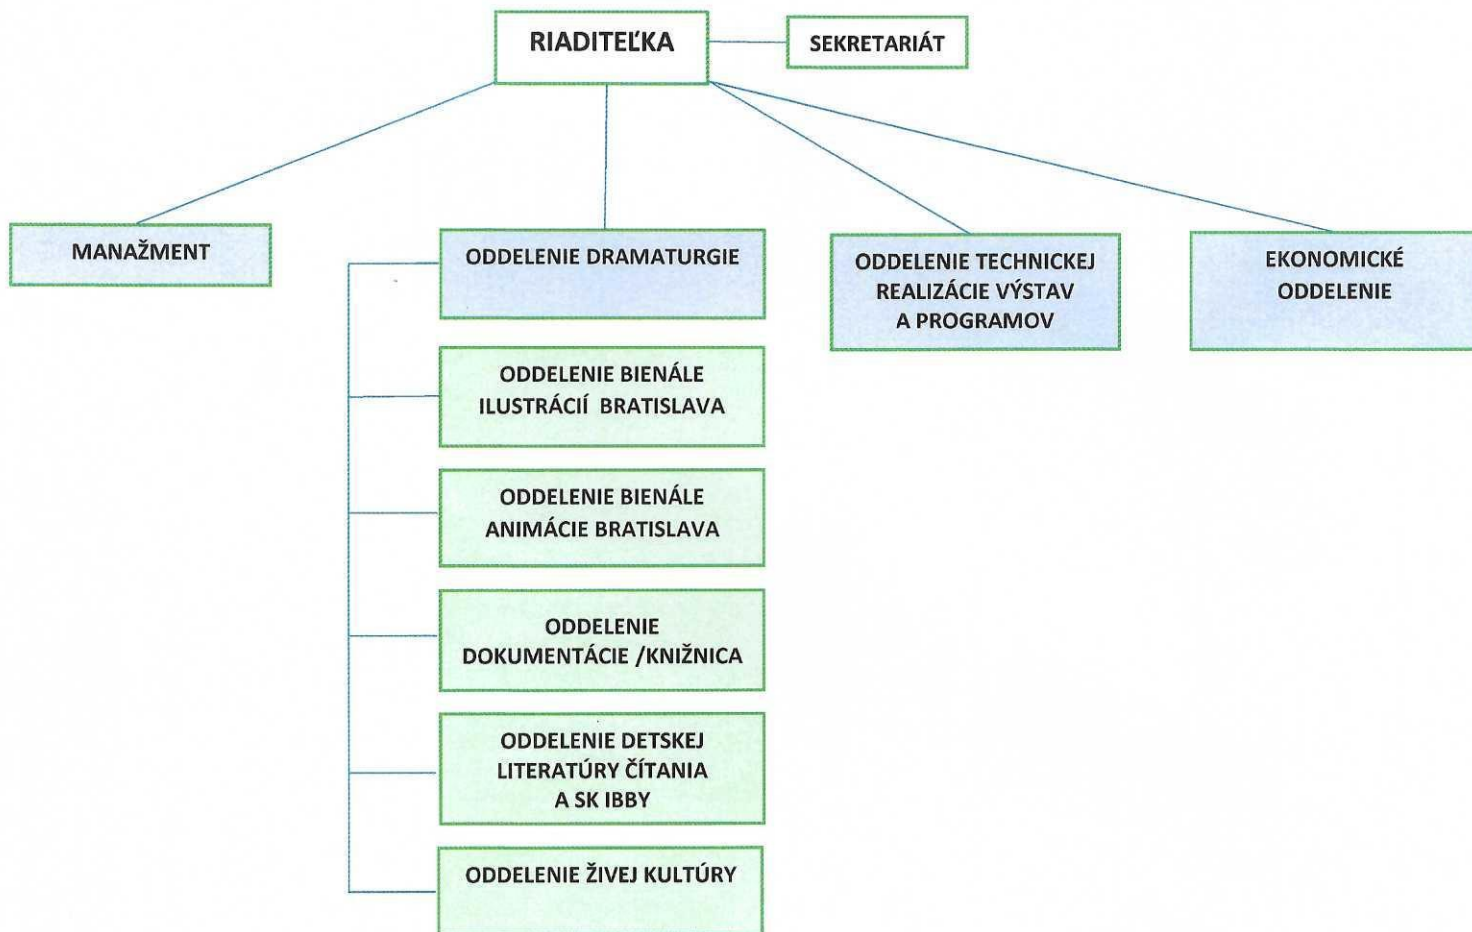 RIADITEĽKA
SEKRETARIÁT
MANAŽMENT
ODDELENIE DRAMATURGIE
ODDELENIE TECHNICKEJ
REALIZÁCIE VÝSTAV
A PROGRAMOV
EKONOMICKÉ
ODDELENIE
ODDELENIE BIENÁLE
ILUSTRÁCIÍ BRATISLAVA
ODDELENIE BIENÁLE
ANIMÁCIE BRATISLAVA
ODDELENIE
DOKUMENTÁCIE /KNIŽNICA
ODDELENIE DETSKEJ
LITERATÚRY ČÍTANIA
A SK IBBY
ODDELENIE ŽIVEJ KULTÚRY